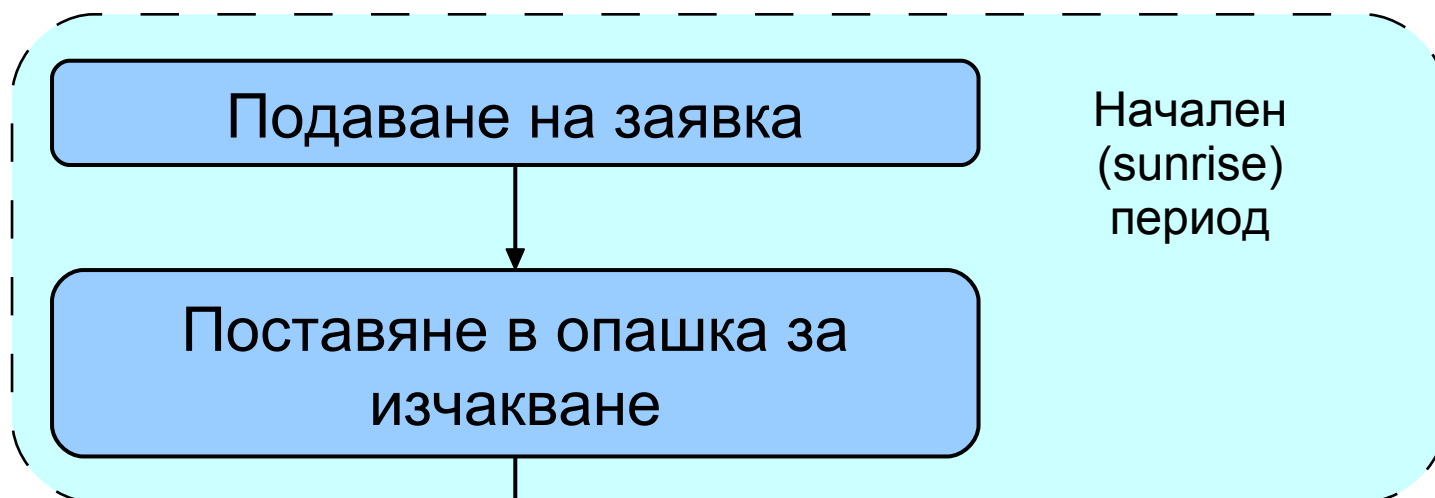 Подаване на заявка
Начален
(sunrise)
период
Поставяне в опашка за
изчакване